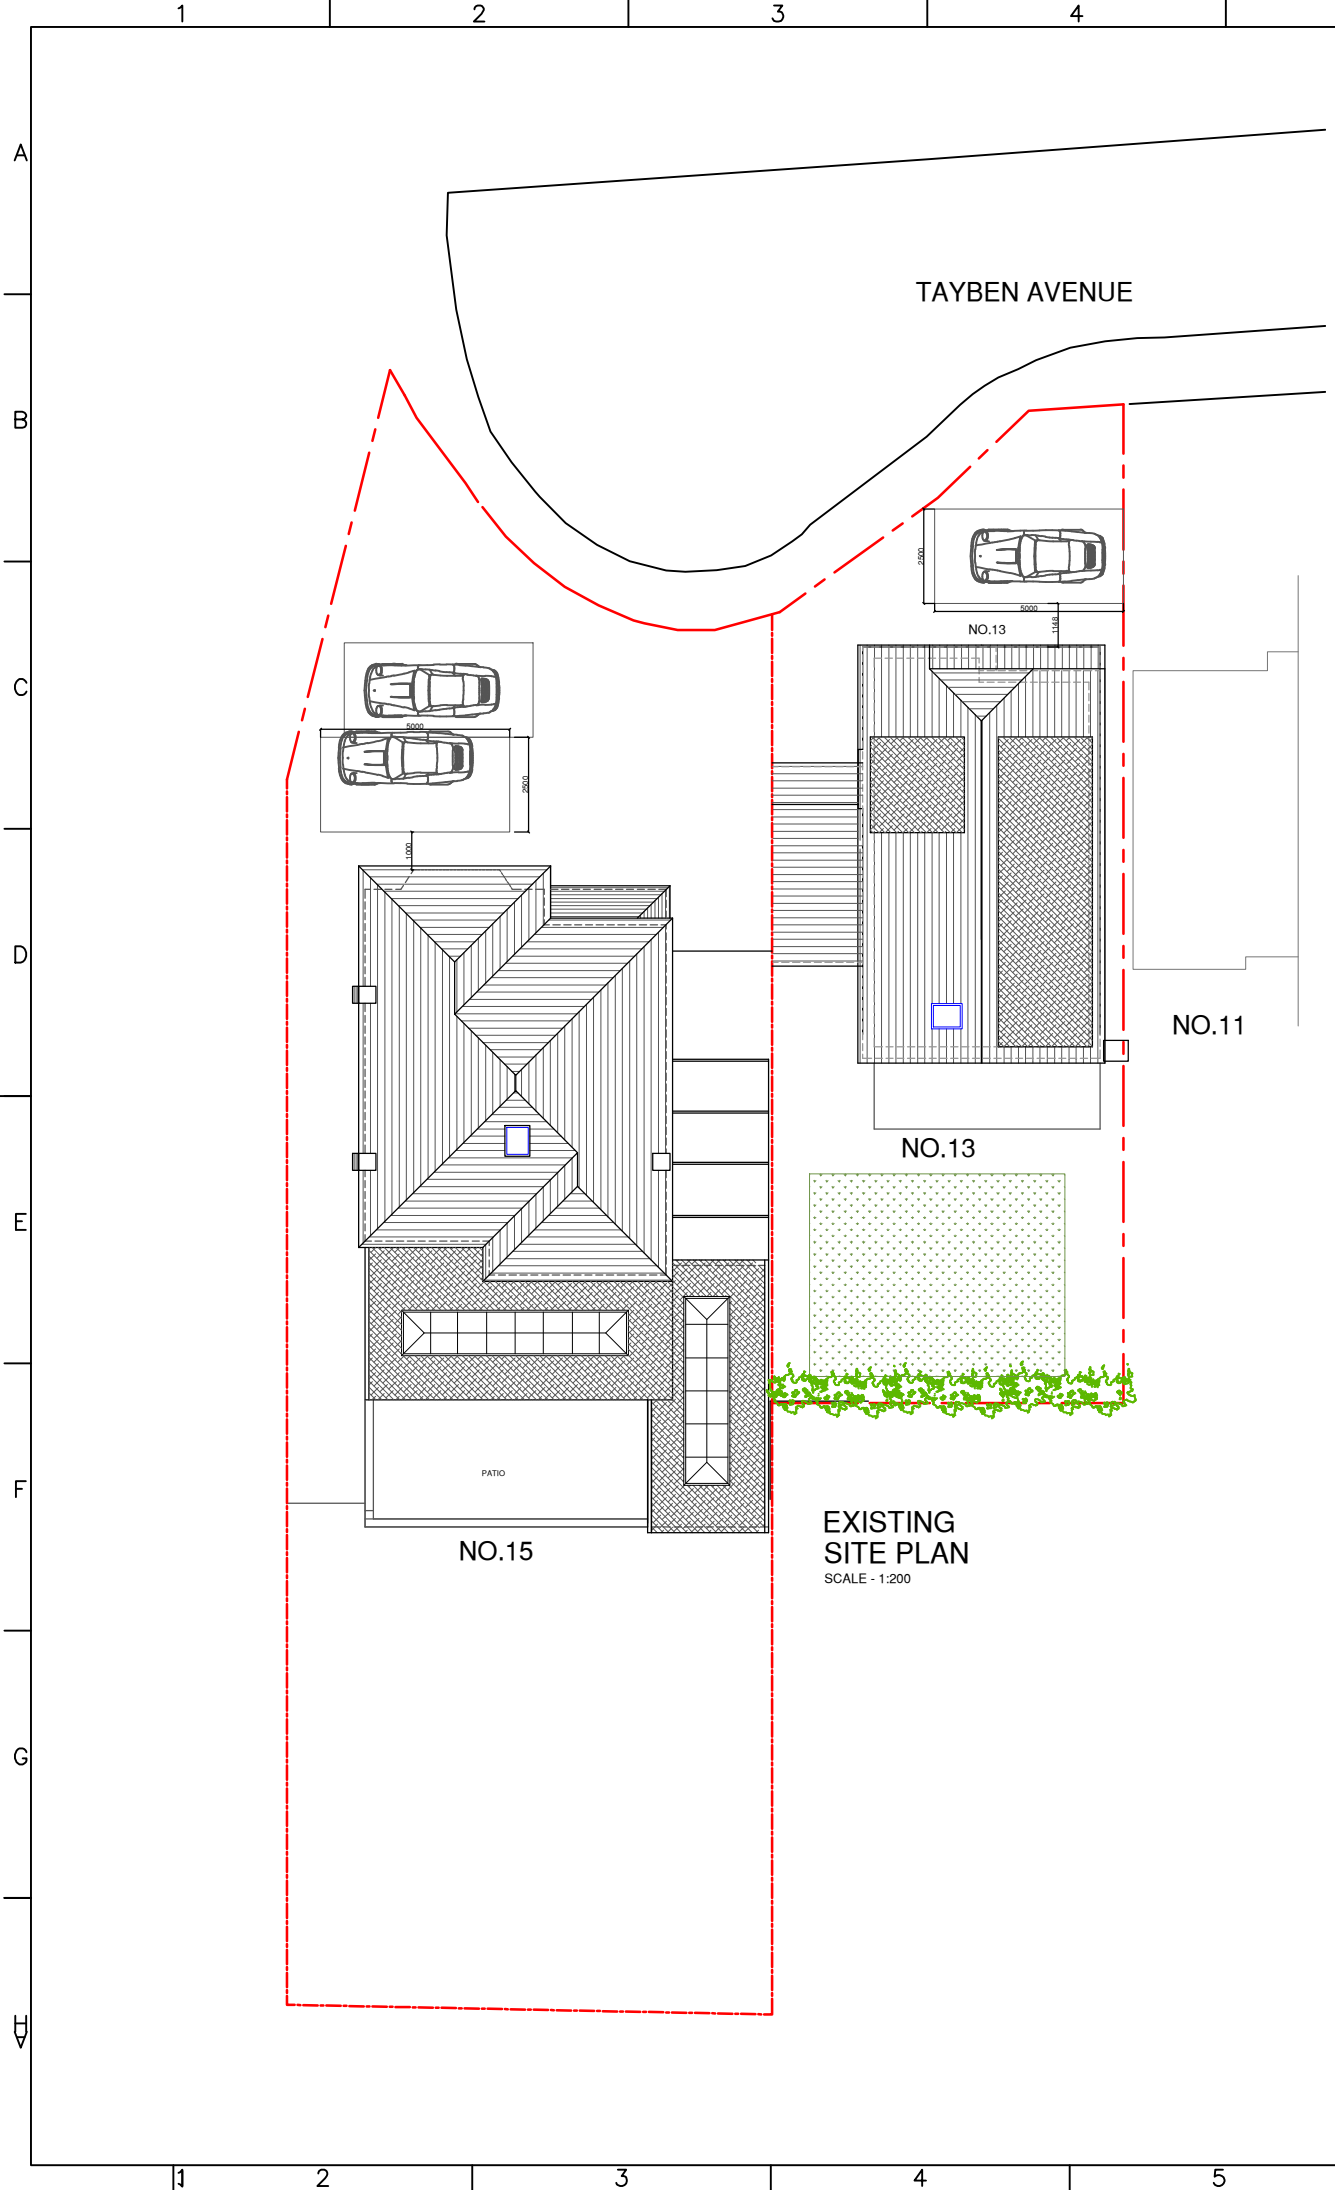 1
2
3
4
A
TAYBEN AVENUE
B
2500
5000
1148
NO.13
C
5000
2500
1000
D
NO.11
NO.13
E
F
PATIO
NO.15
EXISTING
SITE PLAN
SCALE - 1:200
G
H
1
2
3
4
5